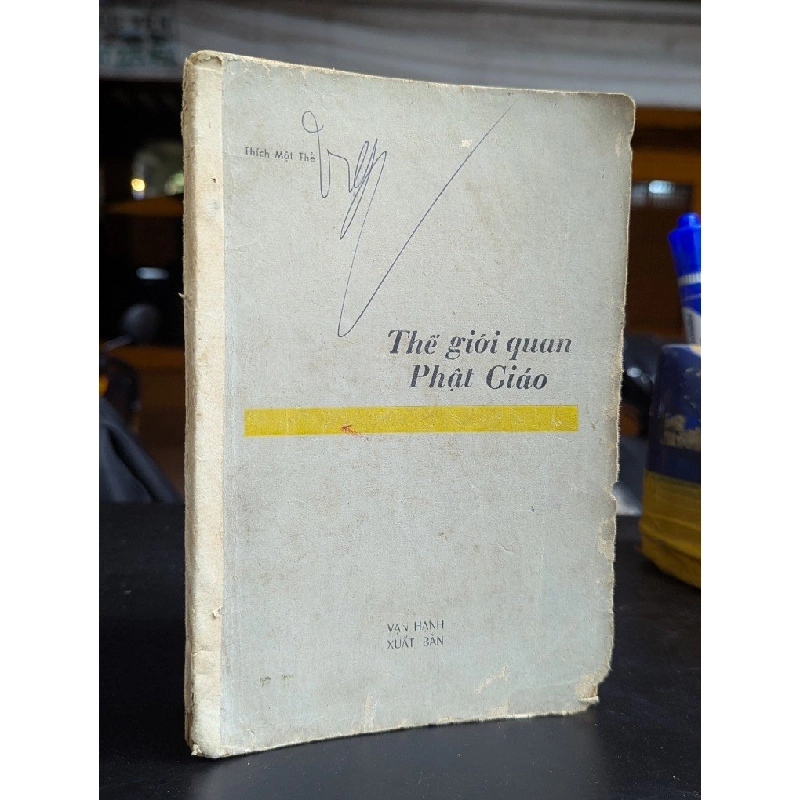 Thích Mật Thể
Thế giới quan
Phật Giáo
VẠN HẠNH
XUẤT BẢN